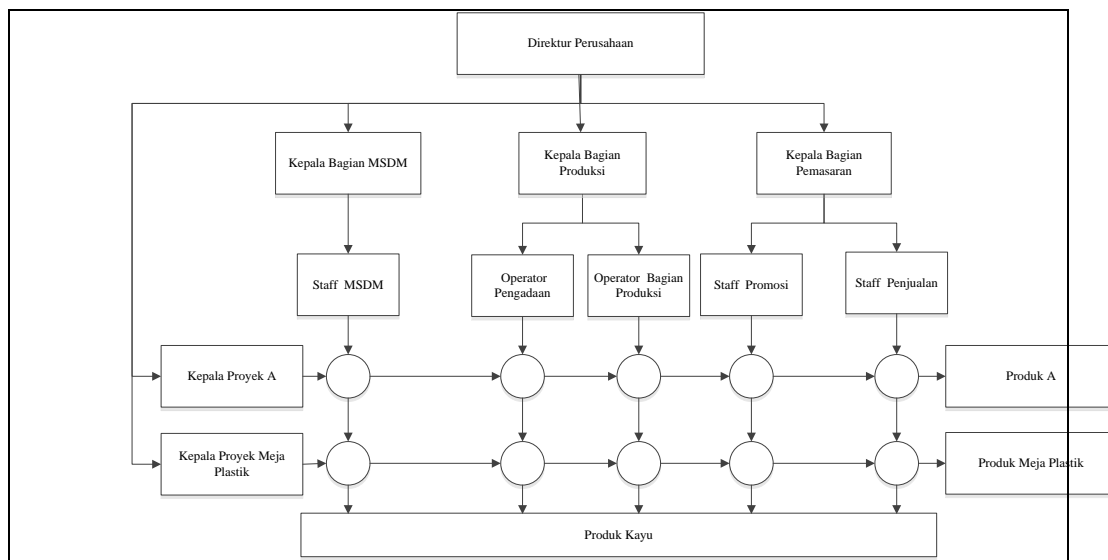 Direktur Perusahaan
Kepala Bagian MSDM
Kepala Bagian
Produksi
Kepala Bagian
Pemasaran
Staff MSDM
Operator
Pengadaan
Operator Bagian
Produksi
Staff Promosi
Staff Penjualan
Kepala Proyek A
Produk A
Kepala Proyek Meja
Plastik
Produk Meja Plastik
Produk Kayu